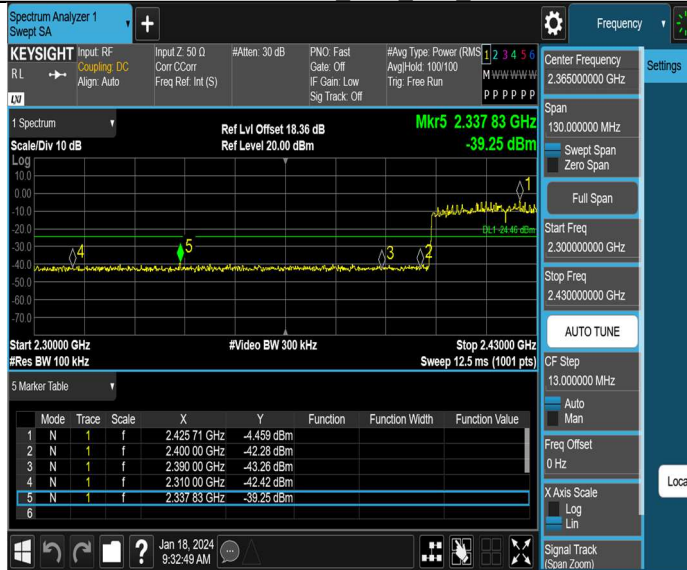 Spectrum Analyzer 1
Swept SA
Frequency
KEYSIGHT
RL
LXI
Input: RF
Coupling: DC
Align: Auto
Input Z: 50 Ω
Corr CCorr
Freq Ref: Int (S)
#Atten: 30 dB
PNO: Fast
Gate: Off
IF Gain: Low
Sig Track: Off
#Avg Type: Power (RMS
Avg|Hold: 100/100
Trig: Free Run
1 2 3 4 5 6
M W W W W W
P P P P P P
Center Frequency
2.365000000 GHz
Settings
Span
130.000000 MHz
Swept Span
Zero Span
Full Span
Start Freq
2.300000000 GHz
Stop Freq
2.430000000 GHz
AUTO TUNE
CF Step
13.000000 MHz
Auto
Man
Freq Offset
0 Hz
X Axis Scale
Log
Lin
Signal Track
(Span Zoom)
Loca
1 Spectrum
Scale/Div 10 dB
Ref Lvl Offset 18.36 dB
Ref Level 20.00 dBm
Mkr5 2.337 83 GHz
-39.25 dBm
Log
10.0
0.00
-10.0
-20.0
-30.0
-40.0
-50.0
-60.0
-70.0
1
DL1 -24.46 dBm
4
5
3
2
Start 2.30000 GHz
#Video BW 300 kHz
Stop 2.43000 GHz
#Res BW 100 kHz
Sweep 12.5 ms (1001 pts)
5 Marker Table
Mode Trace Scale X Y Function Function Width Function Value
1 N 1 f 2.425 71 GHz -4.459 dBm
2 N 1 f 2.400 00 GHz -42.28 dBm
3 N 1 f 2.390 00 GHz -43.26 dBm
4 N 1 f 2.310 00 GHz -42.42 dBm
5 N 1 f 2.337 83 GHz -39.25 dBm
6
?
Jan 18, 2024
9:32:49 AM